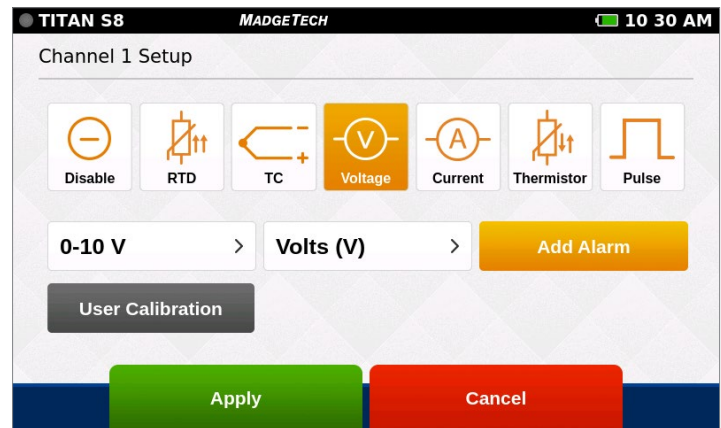 TITAN S8 MADGETECH 10 30 AM
Channel 1 Setup
− +
V A
Disable RTD TC Voltage Current Thermistor Pulse
0-10 V > Volts (V) > Add Alarm
User Calibration
Apply Cancel